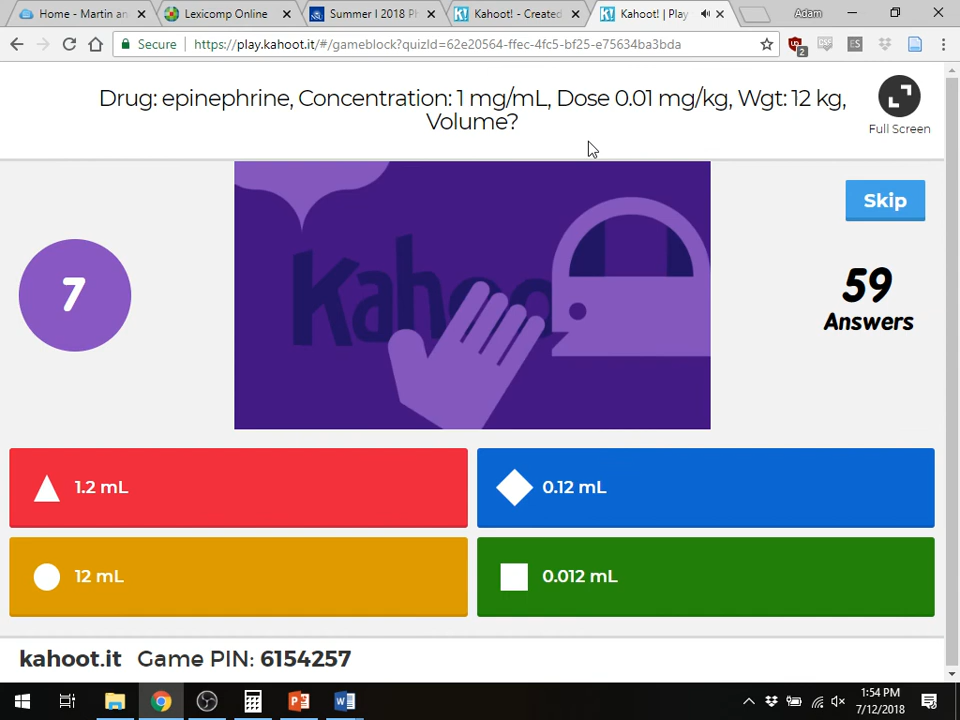 Home - Martin an
Lexicomp Online
Summer I 2018 Ph
Kahoot! - Created
Kahoot! | Play
Adam
Secure
https://play.kahoot.it/#/gameblock?quizId=62e20564-ffec-4fc5-bf25-e75634ba3bda
2
ES
Drug: epinephrine, Concentration: 1 mg/mL, Dose 0.01 mg/kg, Wgt: 12 kg,
Volume?
Full Screen
Skip
7
Kahoo
59
Answers
1.2 mL
0.12 mL
12 mL
0.012 mL
kahoot.it Game PIN: 6154257
1:54 PM
7/12/2018